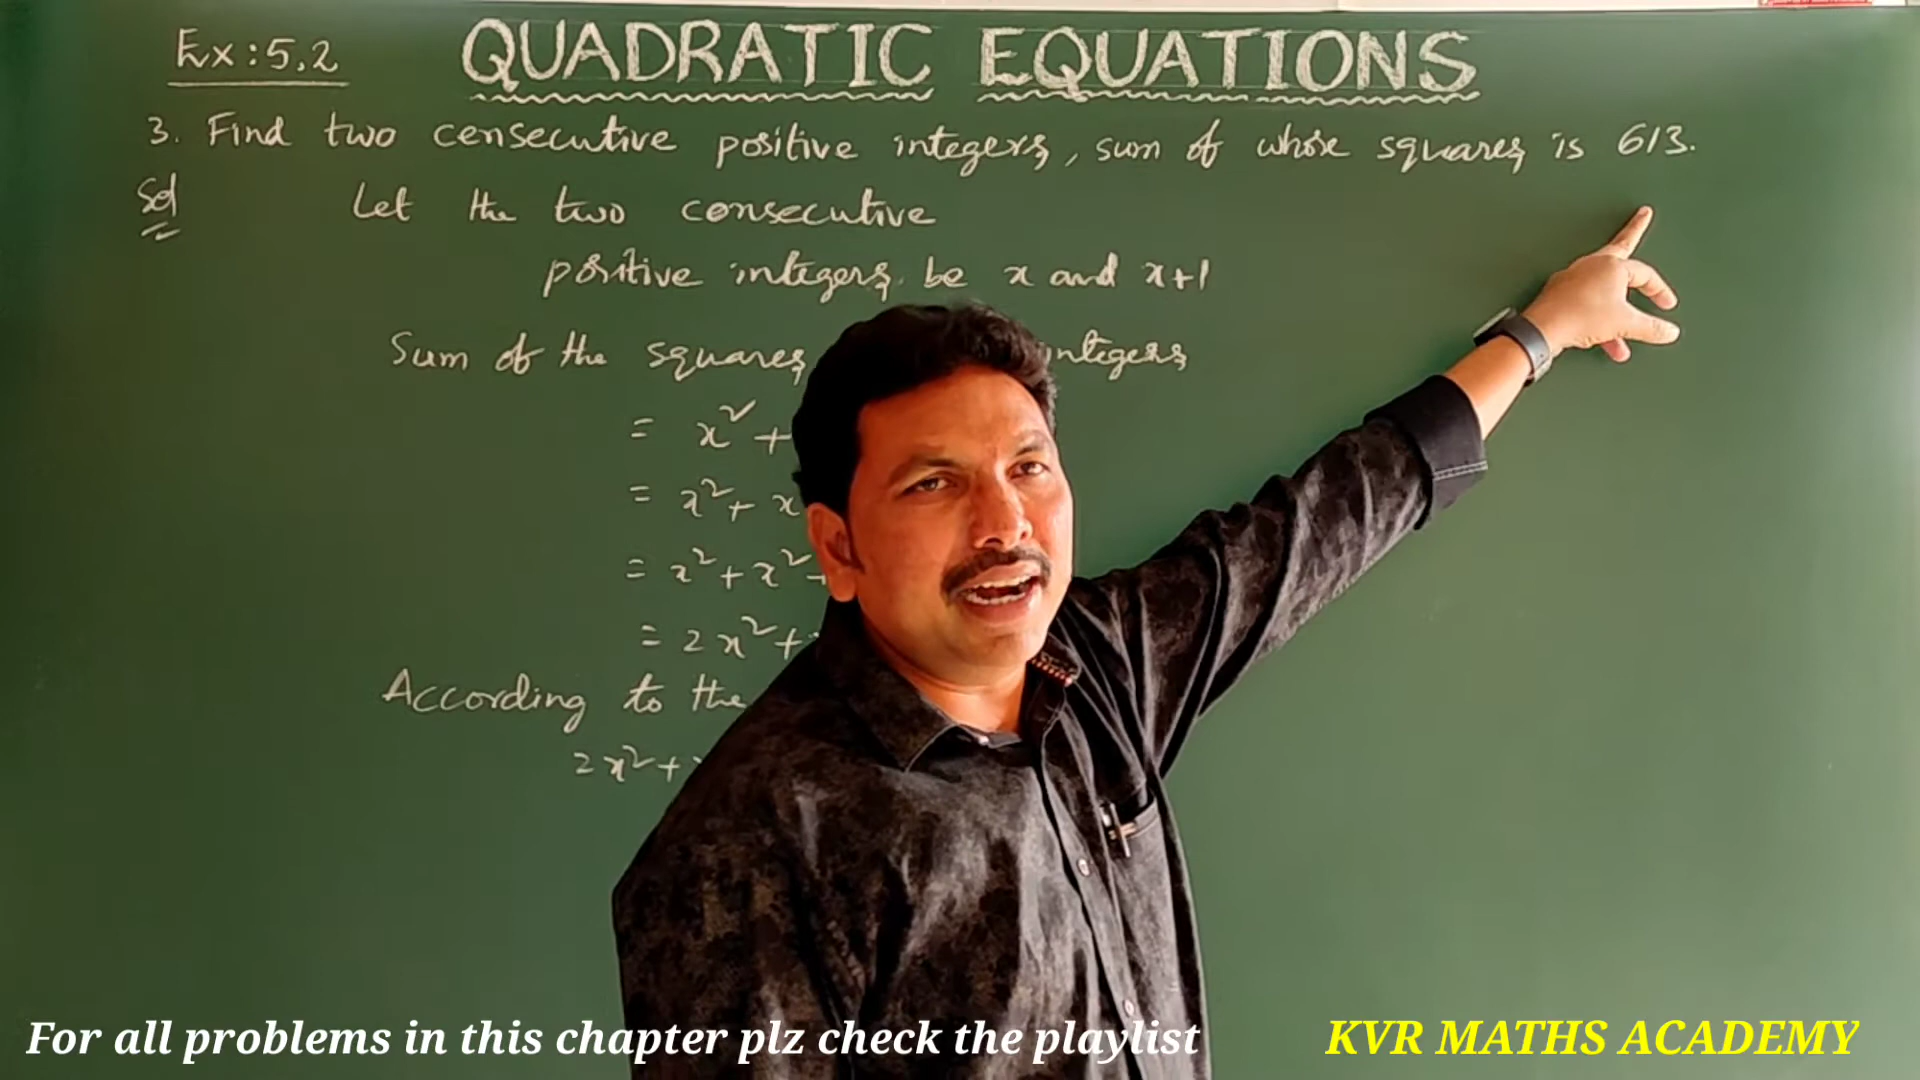 Ex: 5.2
QUADRATIC EQUATIONS
3. Find two consecutive positive integers, sum of whose squares is 613.
Sol
Let the two consecutive
positive integers be x and x+1
Sum of the squares integers
= x² +
= x² + x
= x² + x² +
= 2x² +
According to the
2x² +
For all problems in this chapter plz check the playlist
KVR MATHS ACADEMY